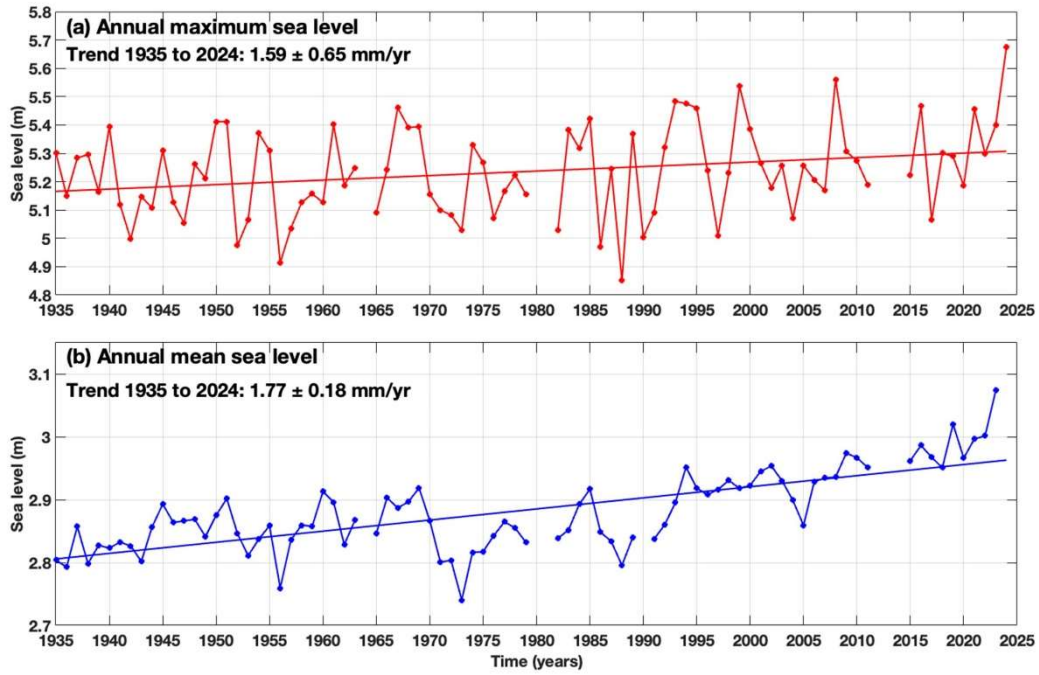 (a) Annual maximum sea level
Trend 1935 to 2024: 1.59 ± 0.65 mm/yr
Sea level (m)
5.8
5.7
5.6
5.5
5.4
5.3
5.2
5.1
5
4.9
4.8
1935 1940 1945 1950 1955 1960 1965 1970 1975 1980 1985 1990 1995 2000 2005 2010 2015 2020 2025
(b) Annual mean sea level
Trend 1935 to 2024: 1.77 ± 0.18 mm/yr
Sea level (m)
3.1
3
2.9
2.8
2.7
1935 1940 1945 1950 1955 1960 1965 1970 1975 1980 1985 1990 1995 2000 2005 2010 2015 2020 2025
Time (years)